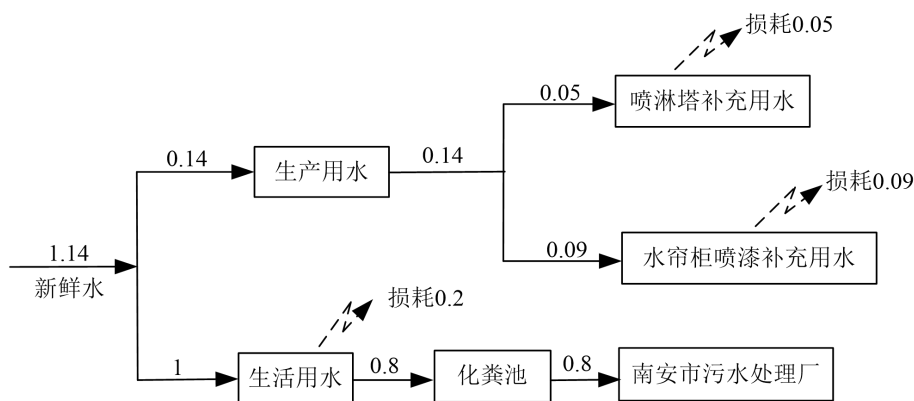 损耗0.05
0.05
喷淋塔补充用水
0.14
生产用水
0.14
损耗0.09
1.14
新鲜水
0.09
水帘柜喷漆补充用水
损耗0.2
1
生活用水
0.8
化粪池
0.8
南安市污水处理厂